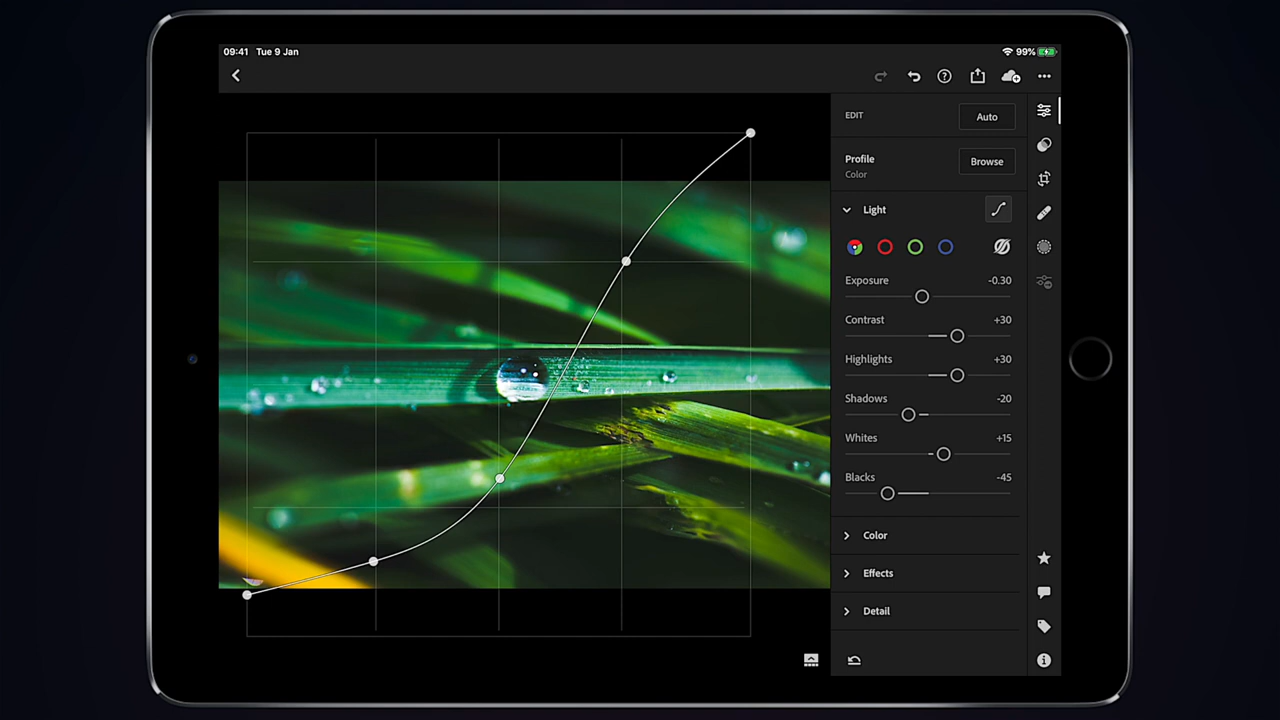 09:41 Tue 9 Jan 99%
EDIT Auto
Profile
Color
Browse
Light
Exposure -0.30
Contrast +30
Highlights +30
Shadows -20
Whites +15
Blacks -45
Color
Effects
Detail